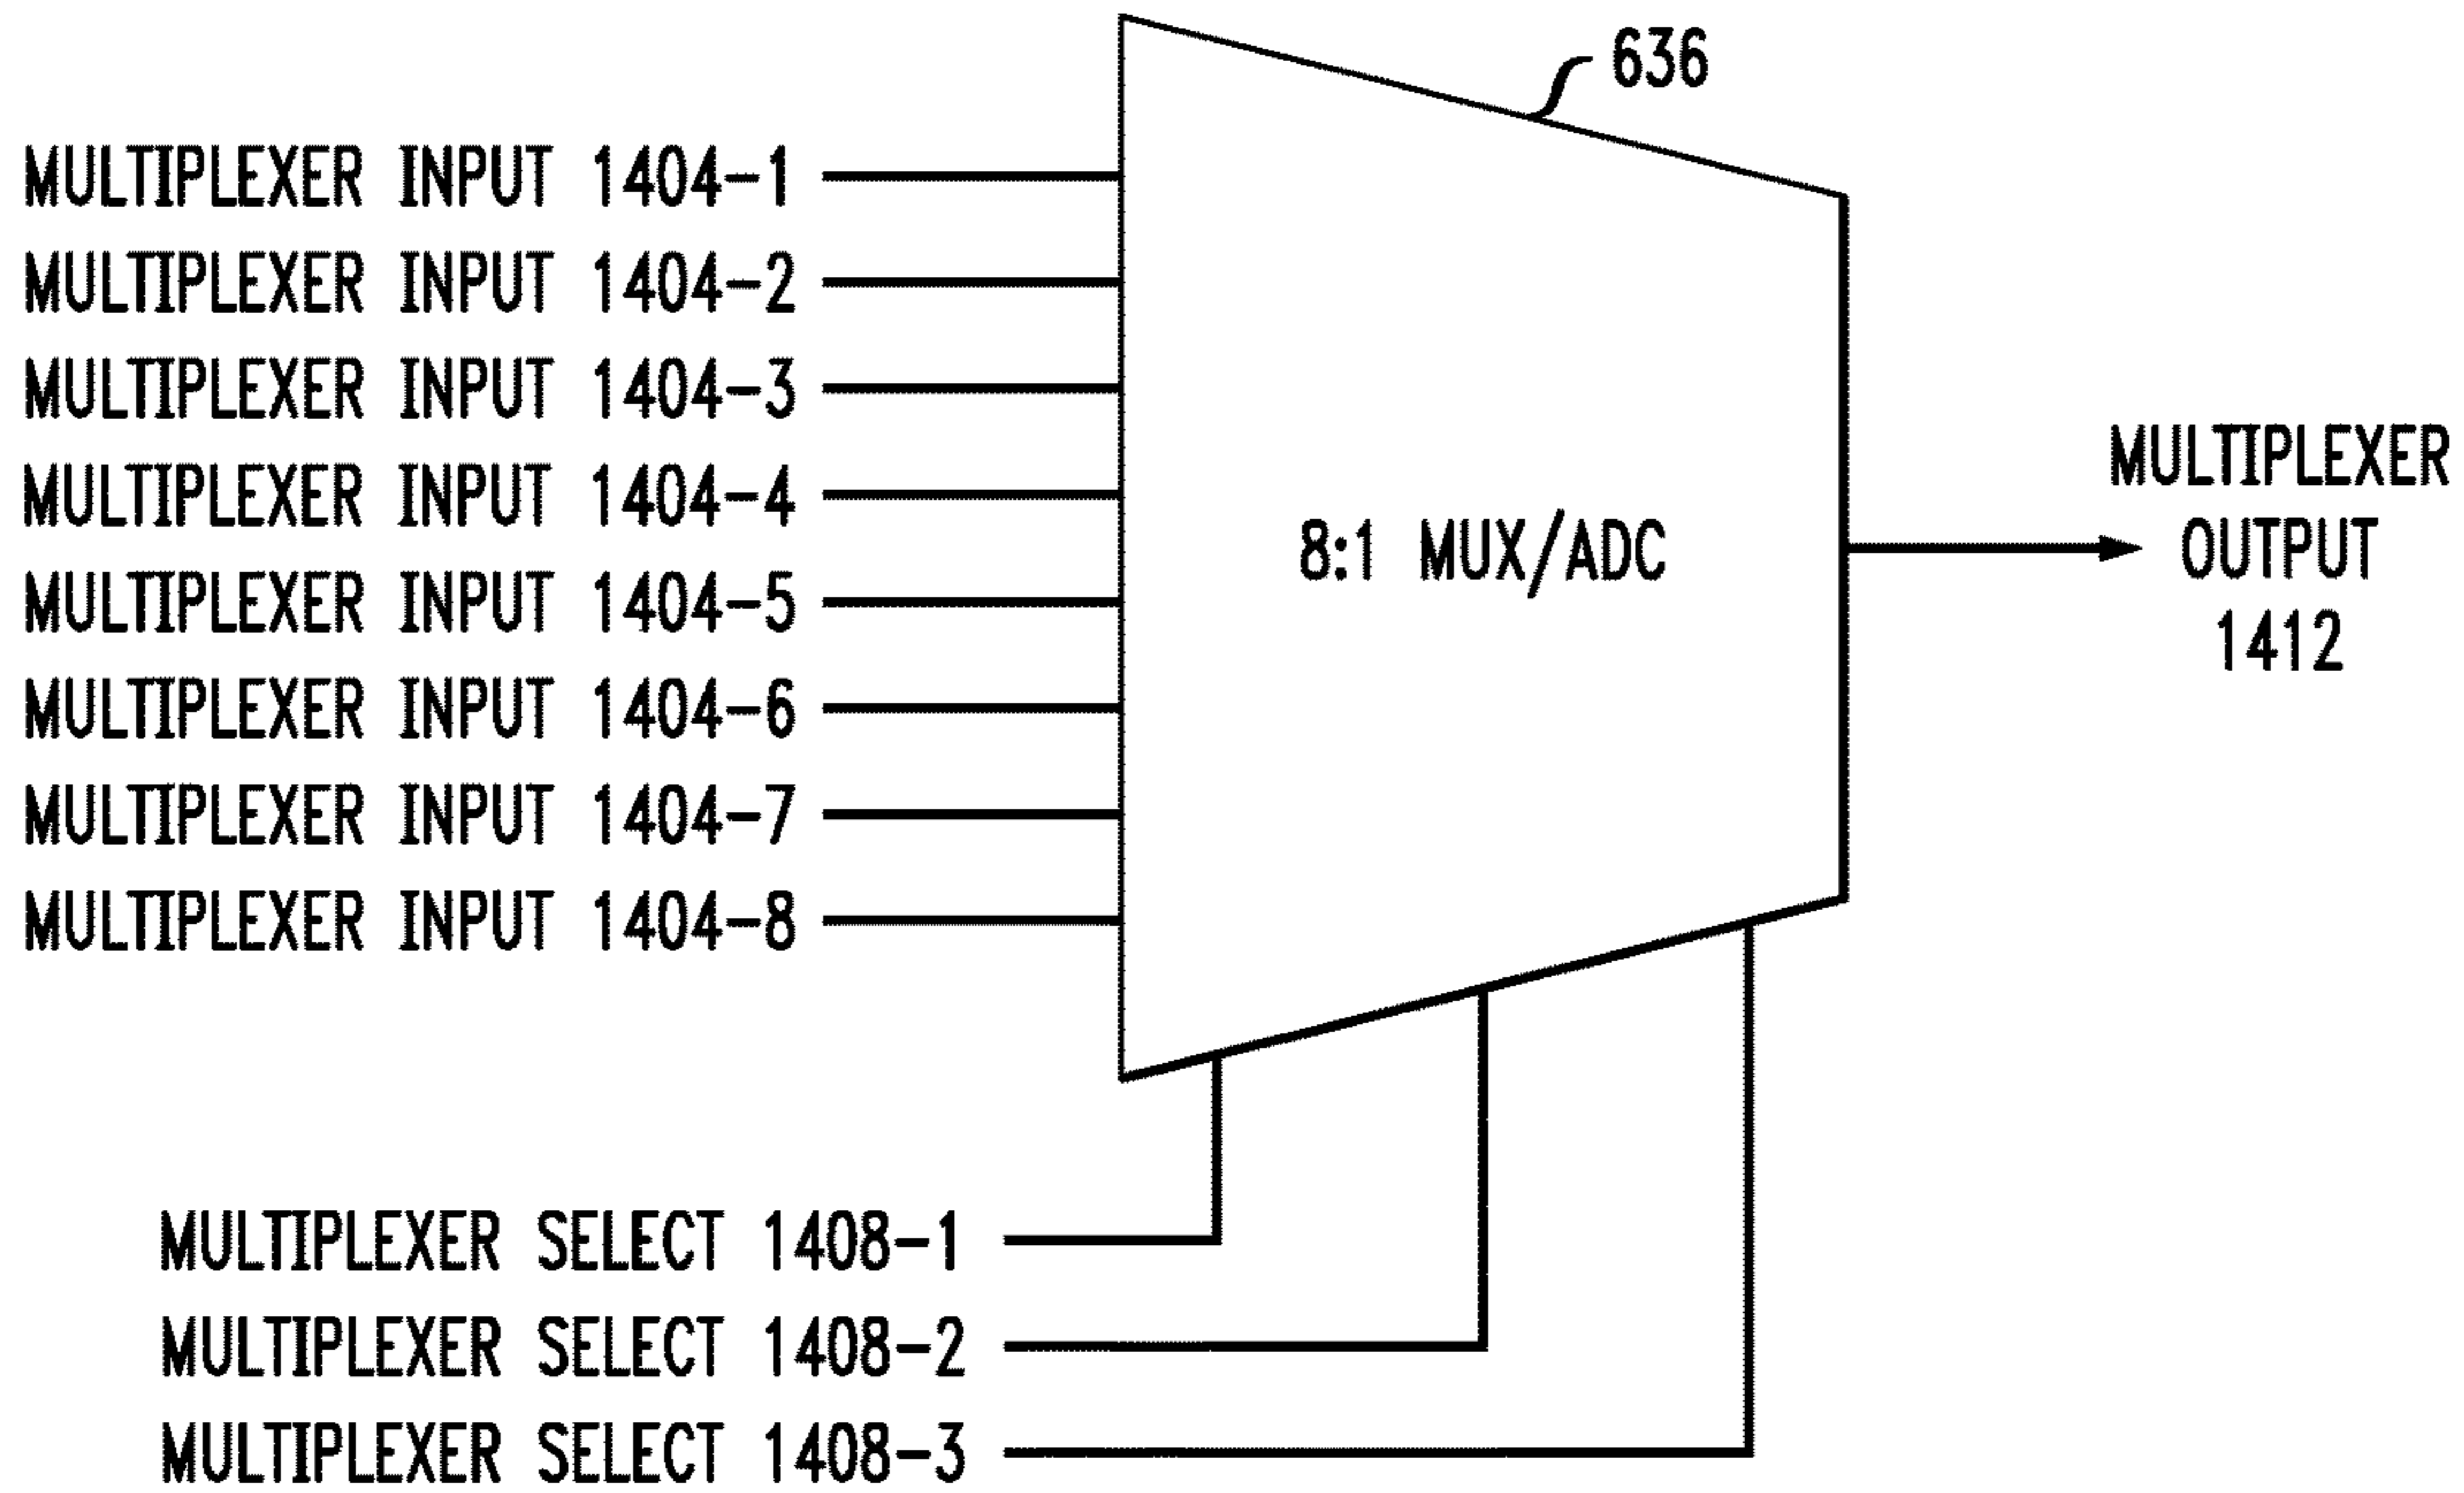 636
MULTIPLEXER INPUT 1404-1
MULTIPLEXER INPUT 1404-2
MULTIPLEXER INPUT 1404-3
MULTIPLEXER INPUT 1404-4
MULTIPLEXER INPUT 1404-5
MULTIPLEXER INPUT 1404-6
MULTIPLEXER INPUT 1404-7
MULTIPLEXER INPUT 1404-8
8:1 MUX/ADC
MULTIPLEXER
OUTPUT
1412
MULTIPLEXER SELECT 1408-1
MULTIPLEXER SELECT 1408-2
MULTIPLEXER SELECT 1408-3